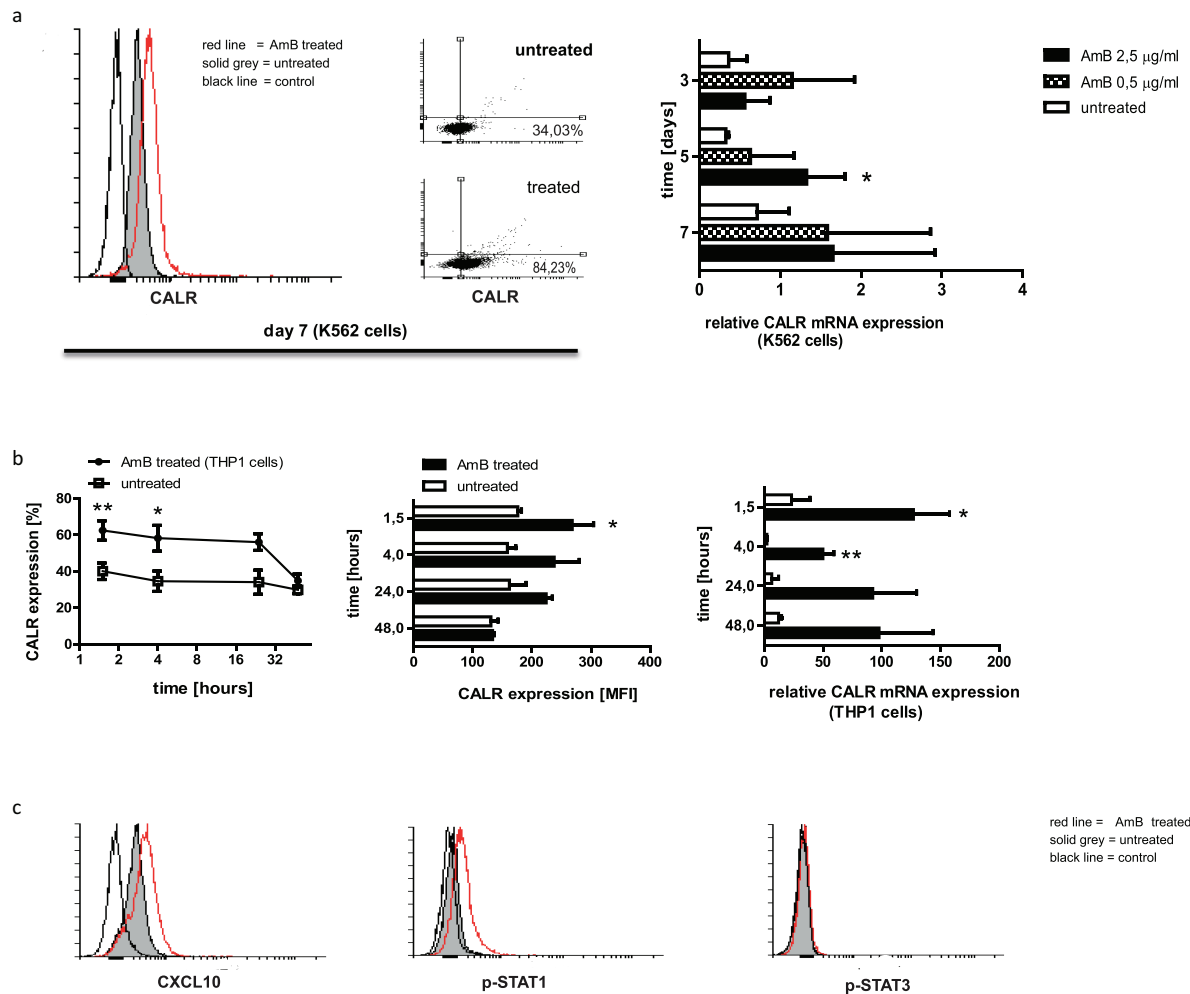 a
red line = AmB treated
solid grey = untreated
black line = control
CALR
untreated
34,03%
treated
84,23%
CALR
day 7 (K562 cells)
time [days]
3
5
*
7
0 1 2 3 4
relative CALR mRNA expression
(K562 cells)
AmB 2,5 µg/ml
AmB 0,5 µg/ml
untreated
b
AmB treated (THP1 cells)
untreated
CALR expression [%]
80
60
40
20
0
** *
1 2 4 8 16 32
time [hours]
AmB treated
untreated
time [hours]
1,5
*
4,0
24,0
48,0
0 100 200 300 400
CALR expression [MFI]
time [hours]
1,5
*
4,0
**
24,0
48,0
0 50 100 150 200
relative CALR mRNA expression
(THP1 cells)
c
CXCL10
p-STAT1
p-STAT3
red line = AmB treated
solid grey = untreated
black line = control